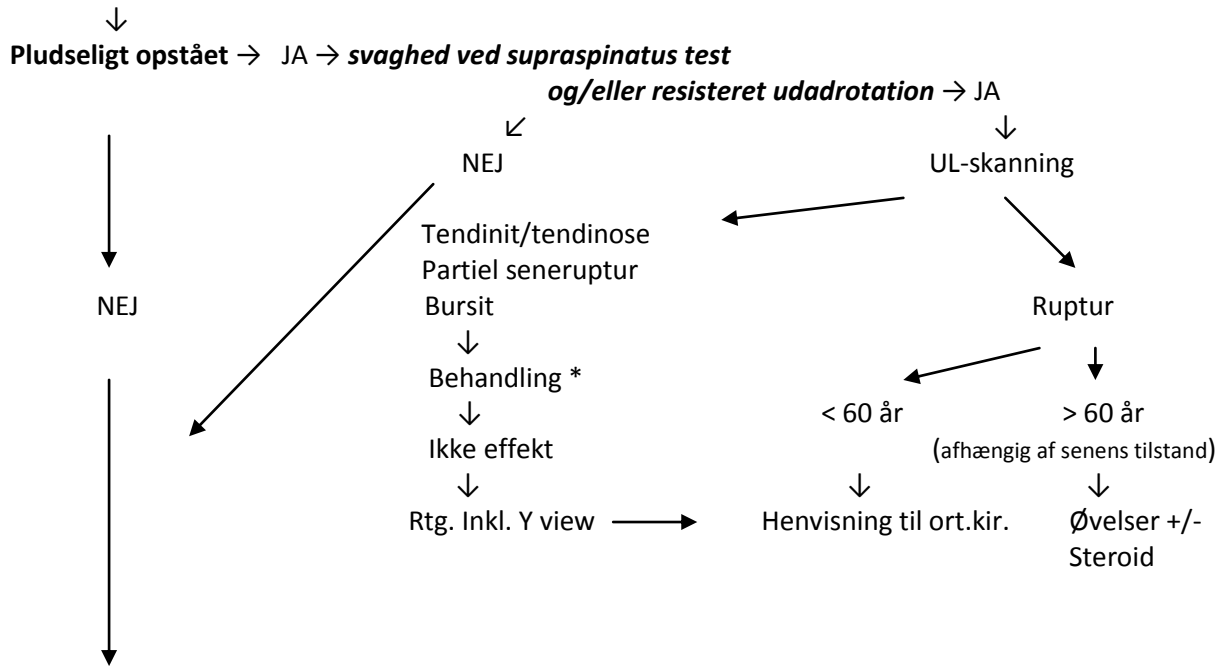 ↓
Pludseligt opstået → JA → svaghed ved supraspinatus test
og/eller resisteret udadrotation → JA
↙ ↓
NEJ UL-skanning
Tendinit/tendinose
Partiel seneruptur
NEJ Bursit Ruptur
↓
Behandling *
< 60 år > 60 år
↓
Ikke effekt (afhængig af senens tilstand)
↓ ↓ ↓
Rtg. Inkl. Y view Henvisning til ort.kir. Øvelser +/-
Steroid